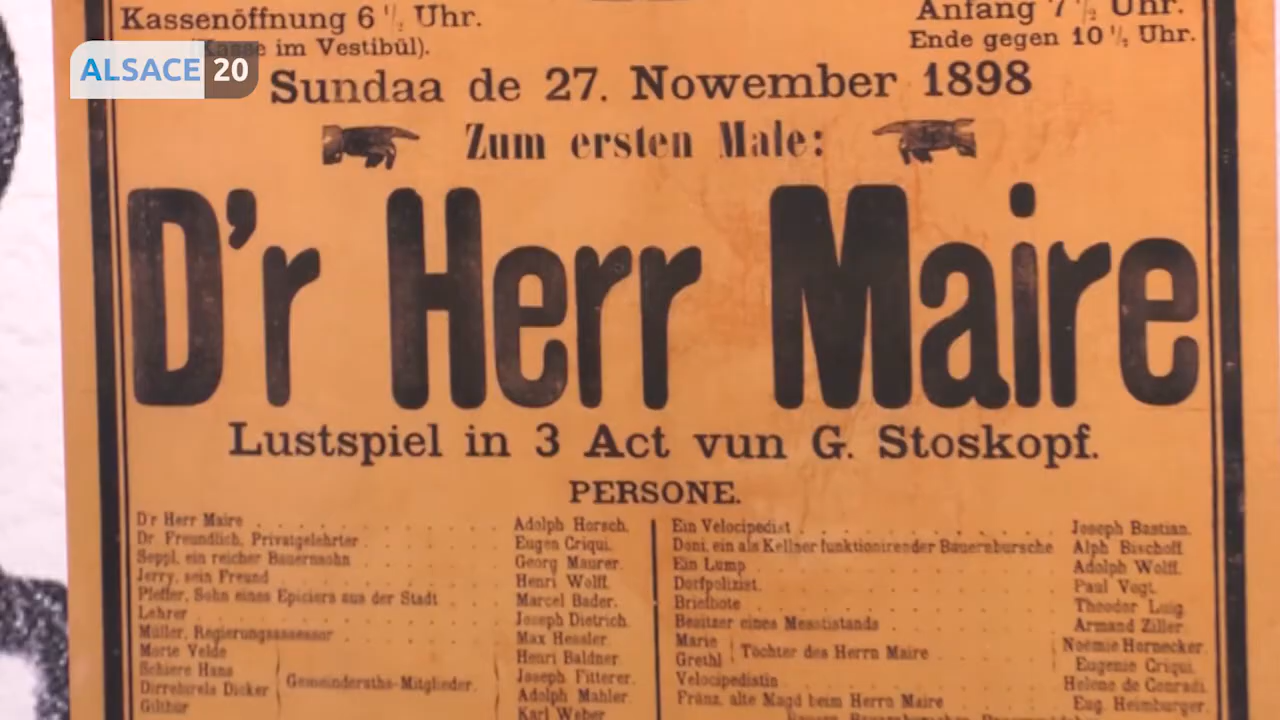 Kassenöffnung 6 1/2 Uhr.
(Kasse im Vestibül).
Anfang 7 1/2 Uhr.
Ende gegen 10 1/2 Uhr.
ALSACE 20
Sundaa de 27. Nowember 1898
Zum ersten Male:
D'r Herr Maire
Lustspiel in 3 Act vun G. Stoskopf.
PERSONE.
D'r Herr Maire Adolph Horsch.
Dr. Freundlich, Privatgelehrter Eugen Criqui.
Seppl, ein reicher Bauernsohn Georg Maurer.
Jerry, sein Freund Henri Wolff.
Pfeffer, Sohn eines Epiciers aus der Stadt Marcel Bader.
Lehrer Joseph Dietrich.
Müller, Regierungsassessor Max Hessler.
Morte Velde Henri Baldner.
Schiere Hans Joseph Fitterer.
Gemeinderaths-Mitglieder.
Dicker Adolph Mahler.
Karl Weber
Ein Velocipedist Joseph Bastian.
Doni, ein als Kellner funktionirender Bauernbursche Alph Bischoff.
Ein Lump Adolph Wolff.
Dorfpolizist. Paul Vogt.
Briefbote Theodor
Besitzer eines Messtistands Armand Ziller.
Marie Noémie Hornecker.
Töchter des Herrn Maire
Grethl Eugenie Criqui.
Velocipedistin Helene de Conradi.
Fränz, alte Magd beim Herrn Maire Eug. Heimburger.